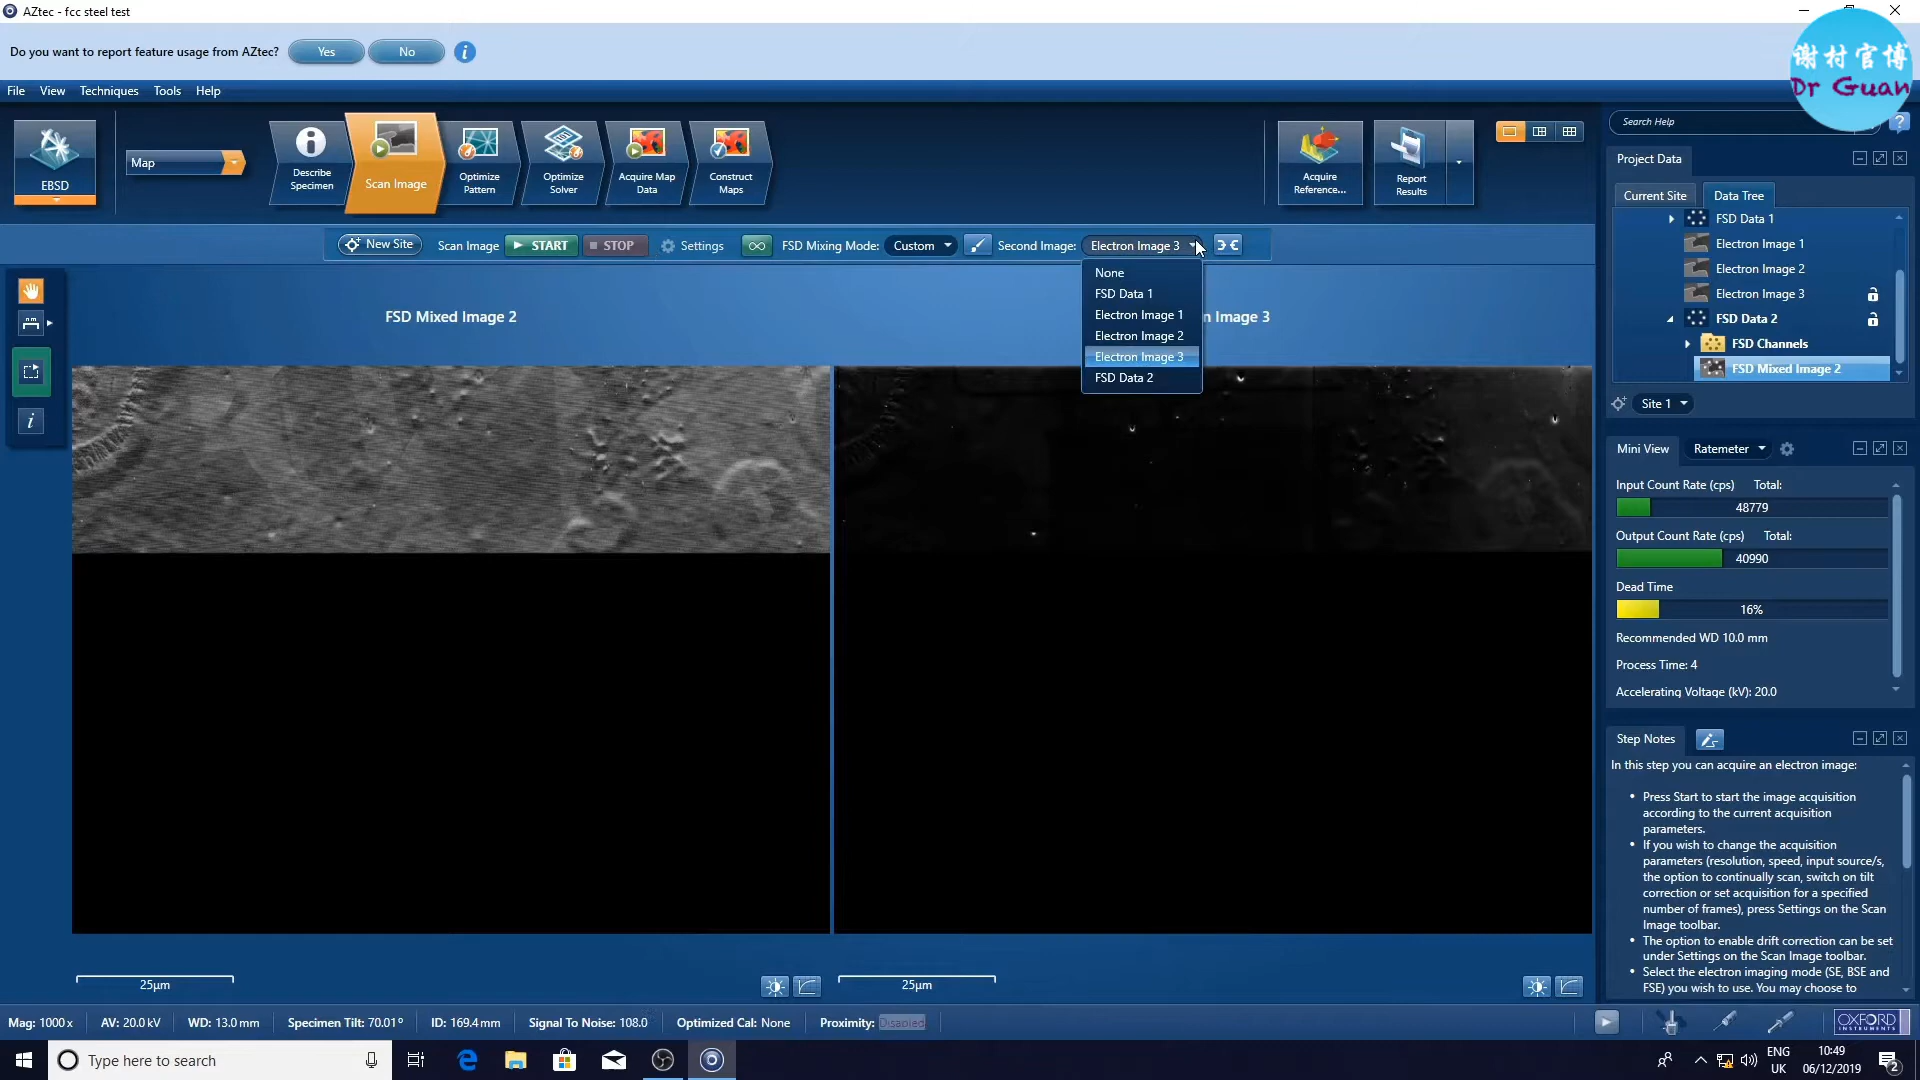 AZtec - fcc steel test
谢村官博
Dr Guan
Do you want to report feature usage from AZtec?
Yes
No
File
View
Techniques
Tools
Help
EBSD
Map
Describe
Specimen
Scan Image
Optimize
Pattern
Optimize
Solver
Acquire Map
Data
Construct
Maps
Acquire
Reference...
Report
Results
New Site
Scan Image
START
STOP
Settings
FSD Mixing Mode:
Custom
Second Image:
Electron Image 3
None
FSD Data 1
Electron Image 1
Electron Image 2
Electron Image 3
FSD Data 2
FSD Mixed Image 2
n Image 3
25µm
25µm
Search Help
Project Data
Current Site
Data Tree
FSD Data 1
Electron Image 1
Electron Image 2
Electron Image 3
FSD Data 2
FSD Channels
FSD Mixed Image 2
Site 1
Mini View
Ratemeter
Input Count Rate (cps) Total:
48779
Output Count Rate (cps) Total:
40990
Dead Time
16%
Recommended WD 10.0 mm
Process Time: 4
Accelerating Voltage (kV): 20.0
Step Notes
In this step you can acquire an electron image:
• Press Start to start the image acquisition
according to the current acquisition
parameters.
• If you wish to change the acquisition
parameters (resolution, speed, input source/s,
the option to continually scan, switch on tilt
correction or set acquisition for a specified
number of frames), press Settings on the Scan
Image toolbar.
• The option to enable drift correction can be set
under Settings on the Scan Image toolbar.
• Select the electron imaging mode (SE, BSE and
FSE) you wish to use. You may choose to
Mag: 1000 x
AV: 20.0 kV
WD: 13.0 mm
Specimen Tilt: 70.01 º
ID: 169.4 mm
Signal To Noise: 108.0
Optimized Cal: None
Proximity: Disabled
OXFORD
INSTRUMENTS
Type here to search
ENG
UK
10:49
06/12/2019
2